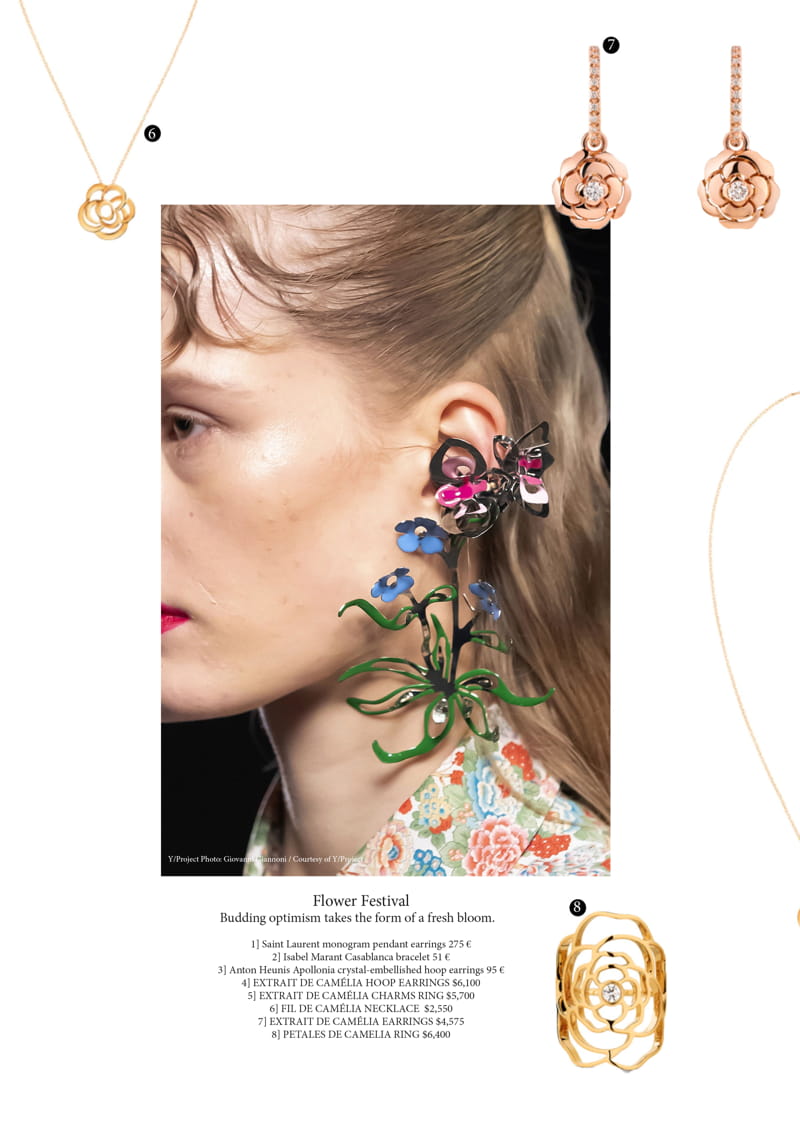 7
6
Y/Project Photo: Giovanni Giannoni / Courtesy of Y/Project
Flower Festival
Budding optimism takes the form of a fresh bloom.
8
1] Saint Laurent monogram pendant earrings 275 €
2] Isabel Marant Casablanca bracelet 51 €
3] Anton Heunis Apollonia crystal-embellished hoop earrings 95 €
4] EXTRAIT DE CAMÉLIA HOOP EARRINGS $6,100
5] EXTRAIT DE CAMÉLIA CHARMS RING $5,700
6] FIL DE CAMÉLIA NECKLACE $2,550
7] EXTRAIT DE CAMÉLIA EARRINGS $4,575
8] PETALES DE CAMELIA RING $6,400